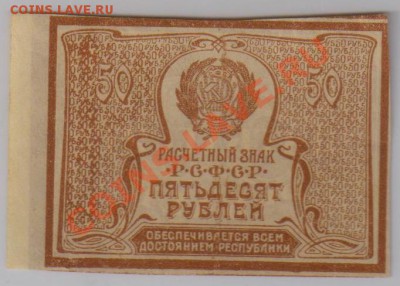 COINS.LAVE.RU
50 50
РАСЧЕТНЫЙ ЗНАК
Р·С·Ф·С·Р
ПЯТЬДЕСЯТ
РУБЛЕЙ
ОБЕСПЕЧИВАЕТСЯ ВСЕМ
ДОСТОЯНИЕМ РЕСПУБЛИКИ
COINS.LAVE.RU